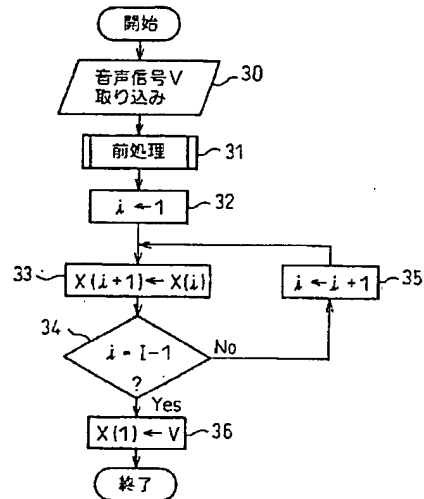 開始
音声信号V
取り込み
30
前処理
31
i←1
32
33
X(i+1)←X(i)
i←i+1
35
34
i=I-1
?
No
Yes
X(1)←V
36
終了